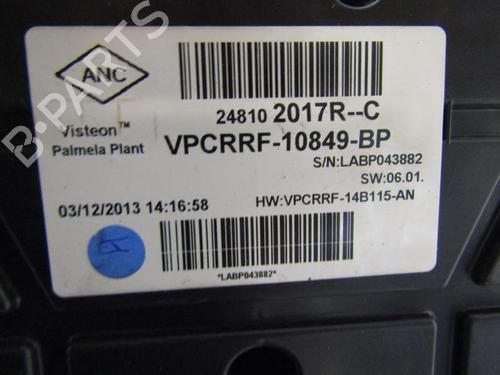 ANC
Visteon™
Palmela Plant
24810 2017R--C
VPCRRF-10849-BP
S/N:LABP043882
SW:06.01.
03/12/2013 14:16:58
HW:VPCRRF-14B115-AN
*LABP043882*
B-PARTS